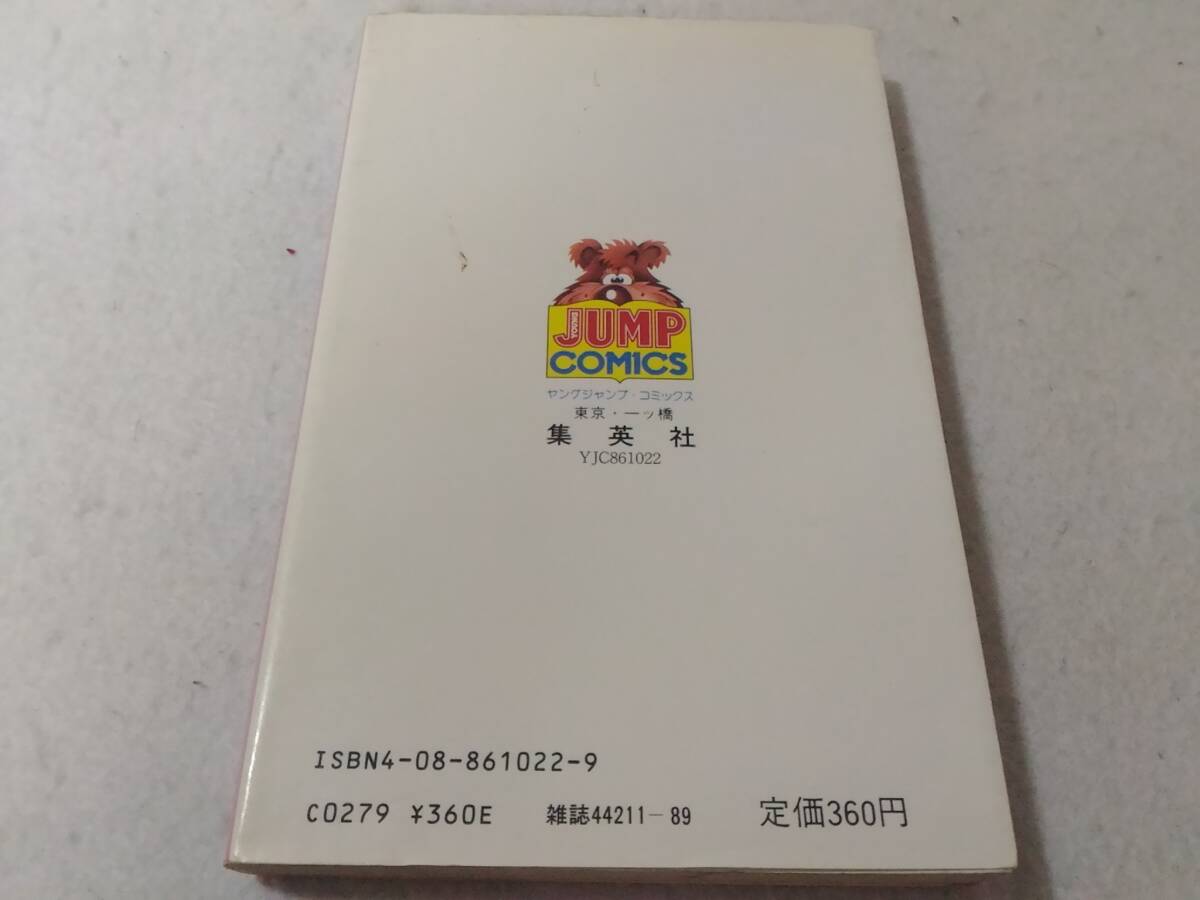 YOUNG
JUMP
COMICS
ヤングジャンプ・コミックス
東京・一ッ橋
集英社
YJC861022
ISBN4-08-861022-9
C0279 ¥360E 雑誌44211-89 定価360円